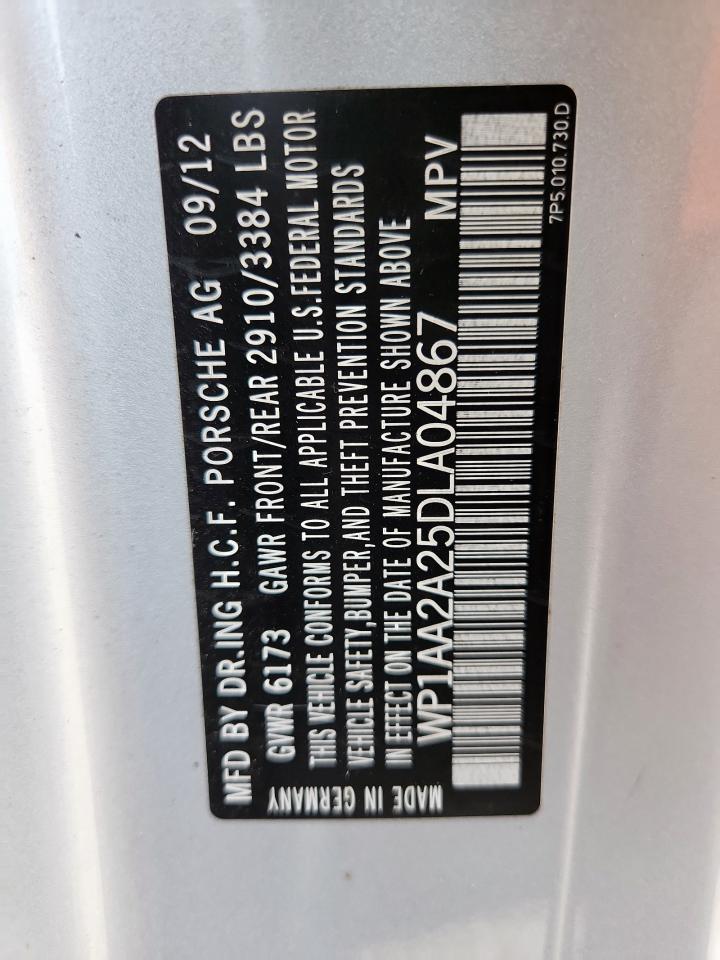 MFD BY DR.ING H.C.F. PORSCHE AG 09/12
GVWR 6173 GAWR FRONT/REAR 2910/3384 LBS
THIS VEHICLE CONFORMS TO ALL APPLICABLE U.S.FEDERAL MOTOR
VEHICLE SAFETY,BUMPER,AND THEFT PREVENTION STANDARDS
IN EFFECT ON THE DATE OF MANUFACTURE SHOWN ABOVE
WP1AA2A25DLA04867 MPV
MADE IN GERMANY
7P5.010.730.D